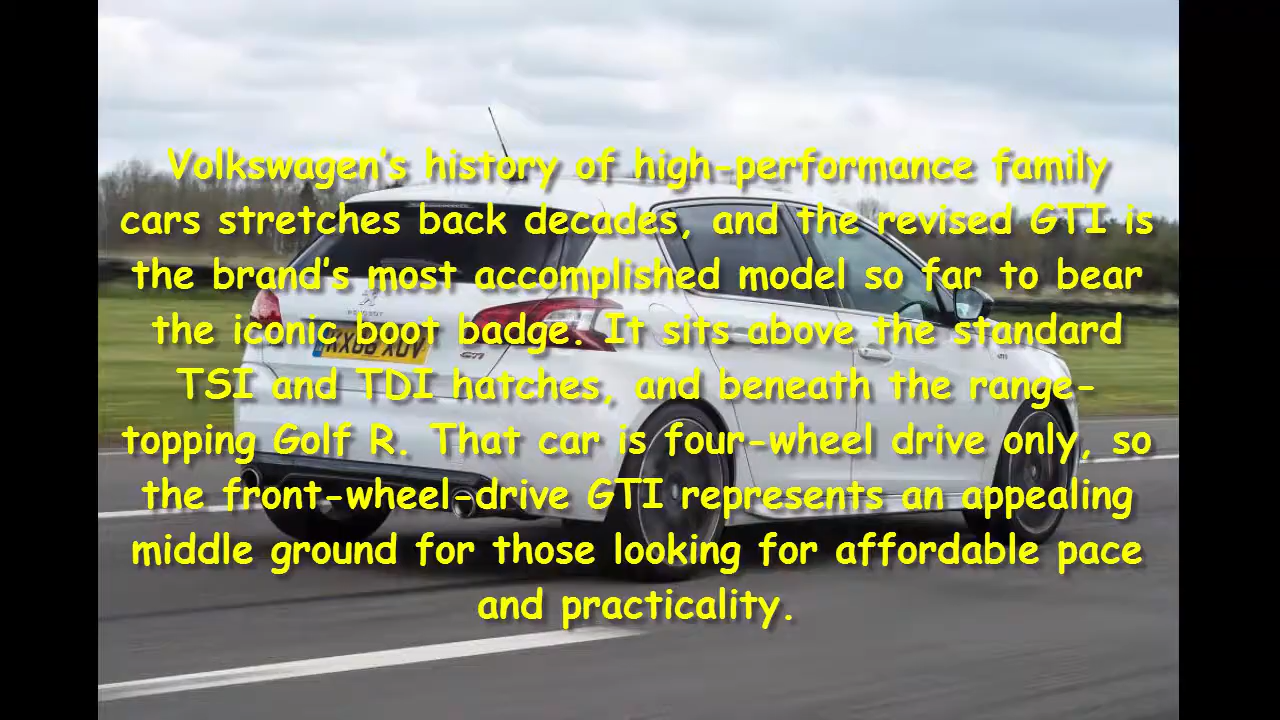 Volkswagen's history of high-performance family
cars stretches back decades, and the revised GTI is
the brand's most accomplished model so far to bear
the iconic boot badge. It sits above the standard
TSI and TDI hatches, and beneath the range-
topping Golf R. That car is four-wheel drive only, so
the front-wheel-drive GTI represents an appealing
middle ground for those looking for affordable pace
and practicality.
PEUGEOT
GTi